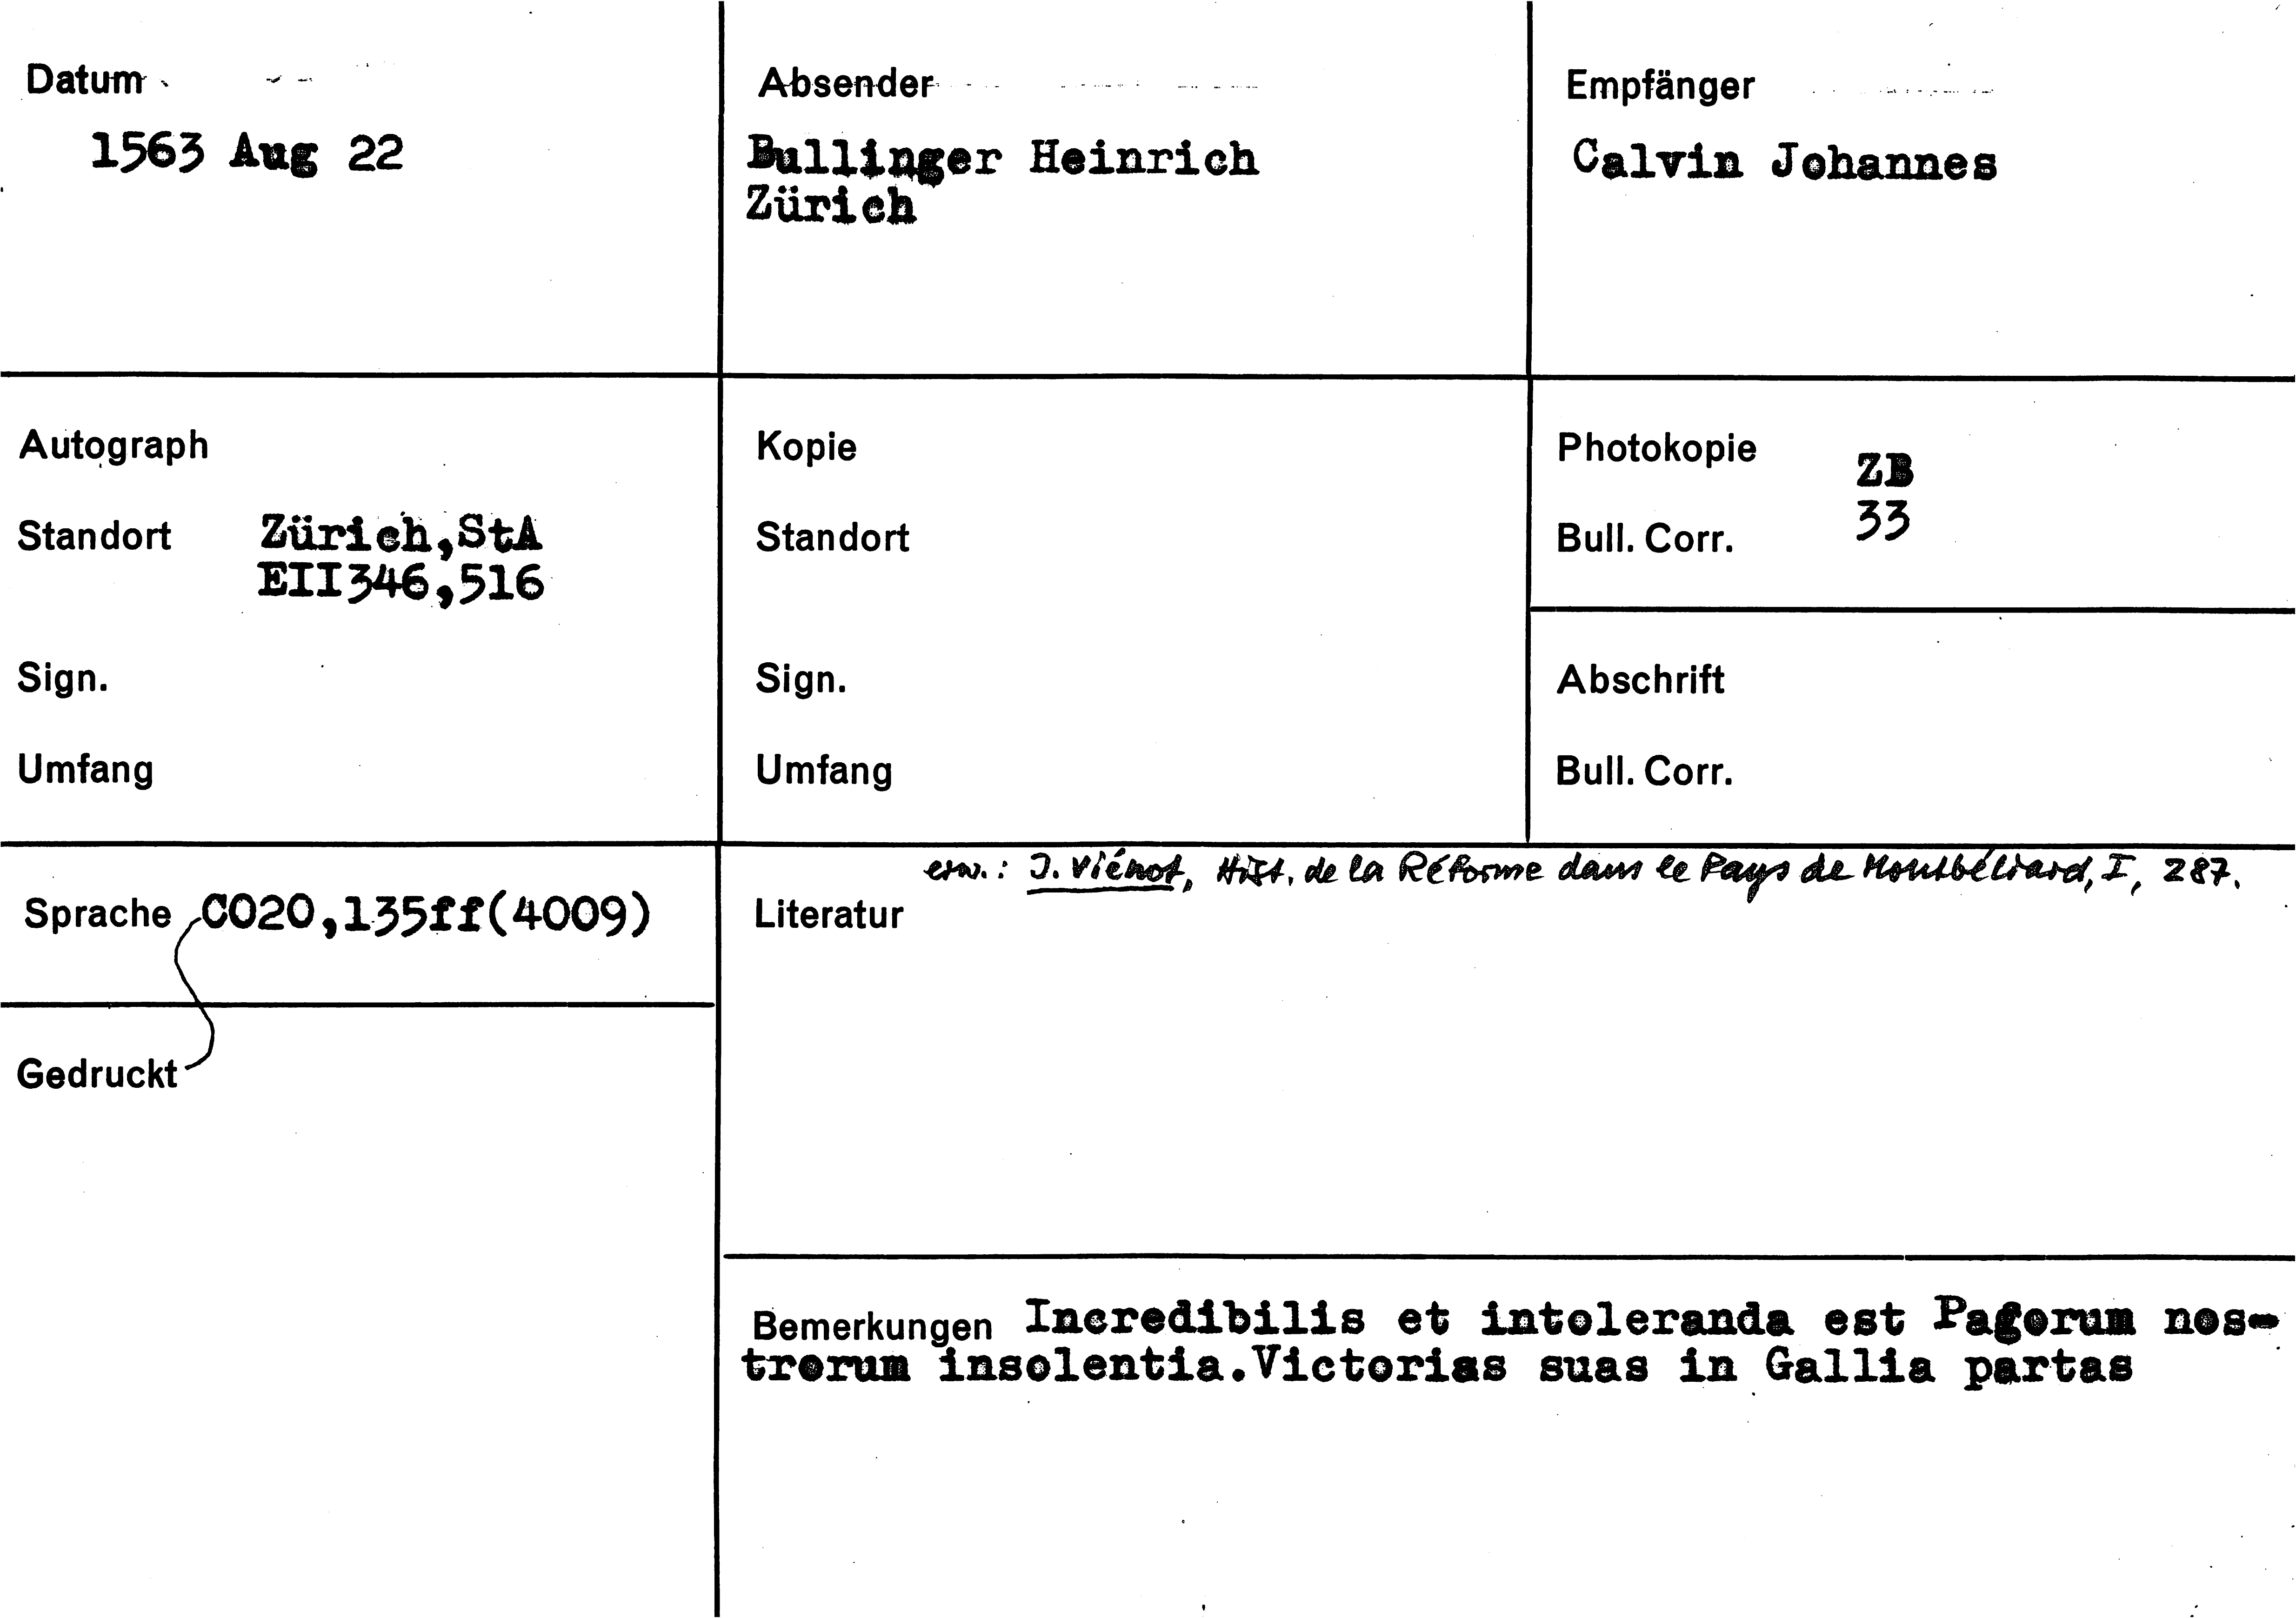 Datum
1563 Aug 22
Absender
Bullinger Heinrich
Zürich
Empfänger
Calvin Johannes
Autograph
Standort Zürich,StA
EII346,516
Sign.
Umfang
Kopie
Standort
Sign.
Umfang
Photokopie ZB
Bull. Corr. 33
Abschrift
Bull. Corr.
Sprache CO20,135ff(4009)
Gedruckt
erw.: J. Viénot, Hist. de la Réforme dans le Pays de Montbéliard, I, 287.
Literatur
Bemerkungen Incredibilis et intoleranda est Pagorum nos-
trorum insolentia.Victorias suas in Gallia partas